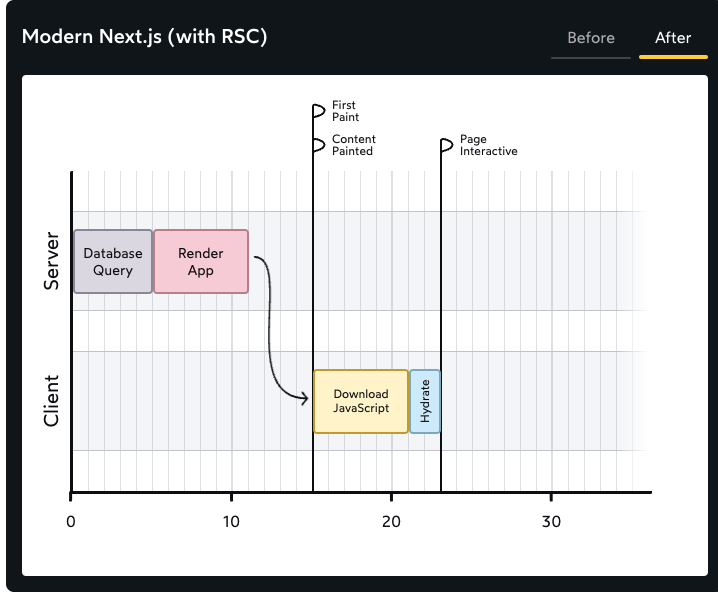 Modern Next.js (with RSC)
Before
After
First
Paint
Content
Painted
Page
Interactive
Server
Database
Query
Render
App
Client
Download
JavaScript
Hydrate
0
10
20
30